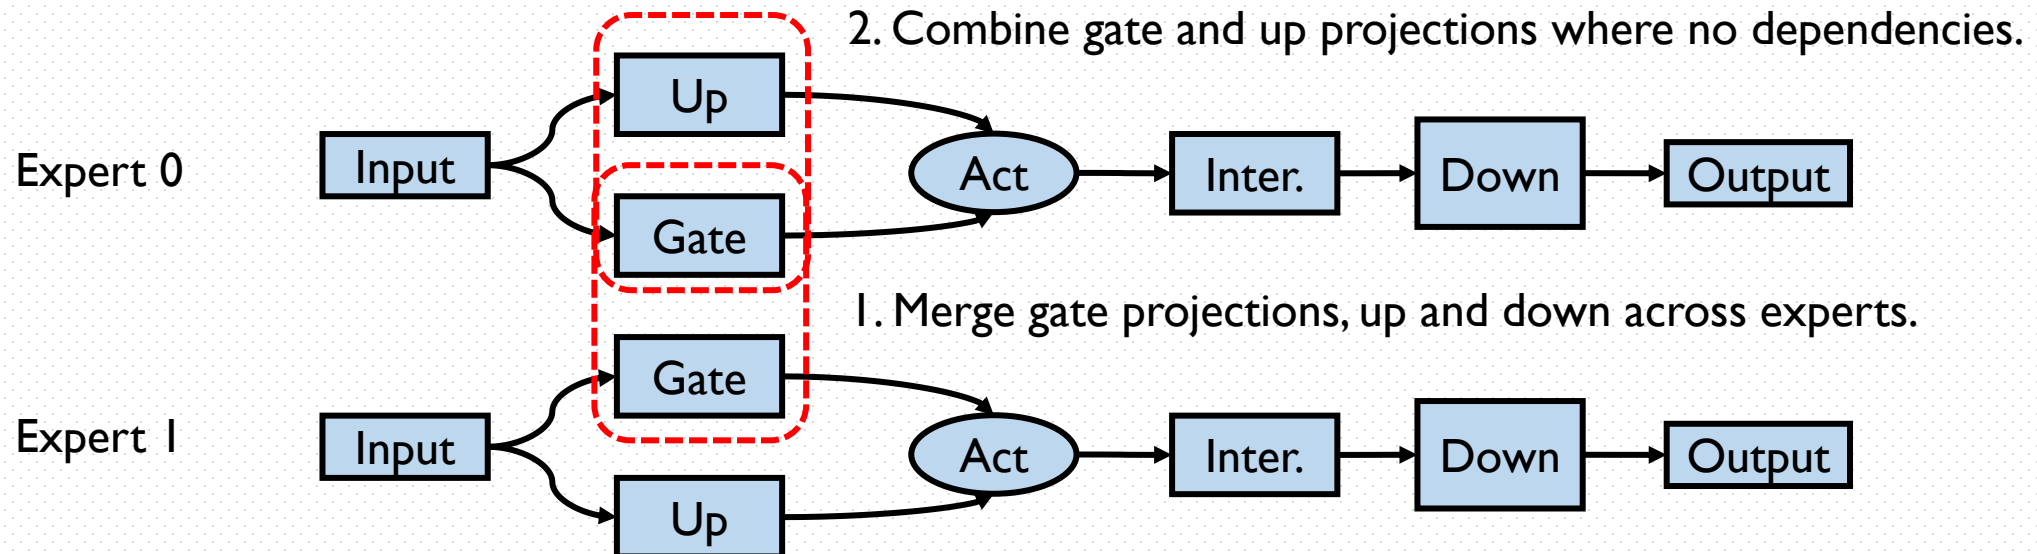 2. Combine gate and up projections where no dependencies.
Up
Expert 0
Input
Act
Inter.
Down
Output
Gate
1. Merge gate projections, up and down across experts.
Gate
Expert 1
Input
Act
Inter.
Down
Output
Up